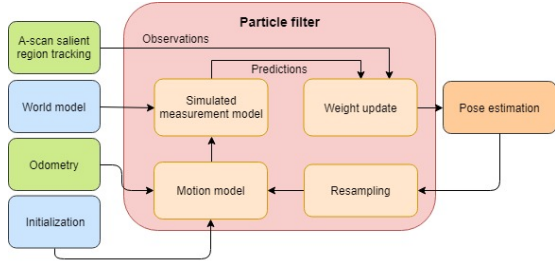 Particle filter
A-scan salient
region tracking
Observations
Predictions
World model
Simulated
measurement model
Weight update
Pose estimation
Odometry
Motion model
Resampling
Initialization